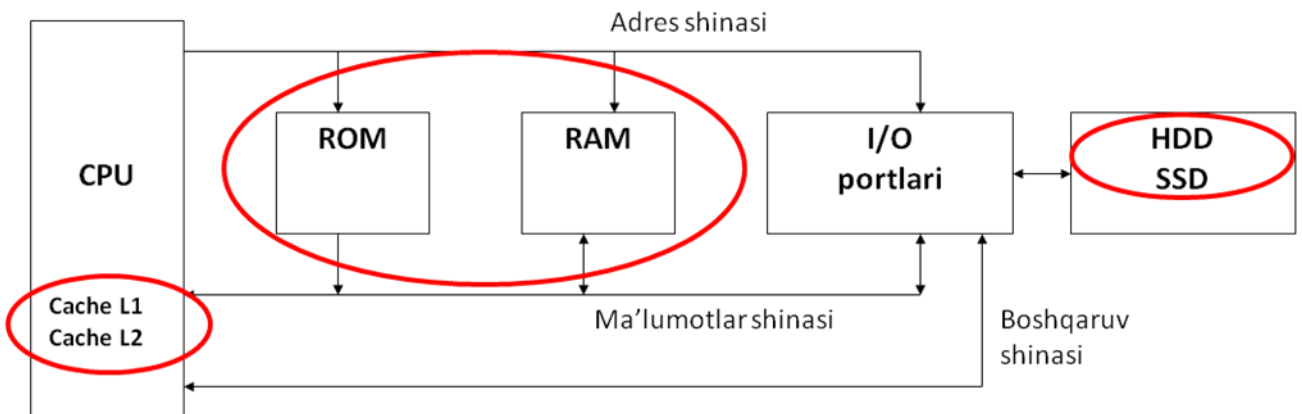 Adres shinasi
CPU
ROM
RAM
I/O
portlari
HDD
SSD
Cache L1
Cache L2
Ma’lumotlar shinasi
Boshqaruv
shinasi